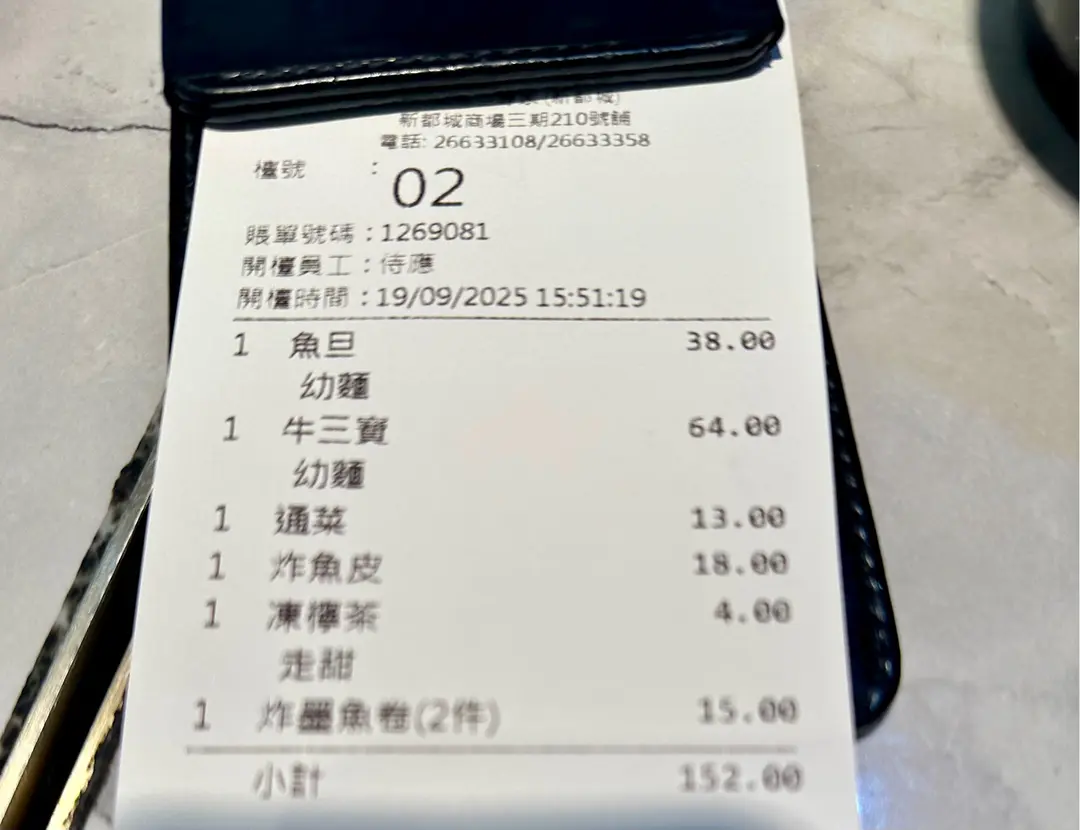 (新都城)
新都城商場三期210號舖
電話: 26633108/26633358
檯號 : 02
賬單號碼 : 1269081
開檯員工 : 侍應
開檯時間 : 19/09/2025 15:51:19
1 魚旦 38.00
幼麵
1 牛三寶 64.00
幼麵
1 通菜 13.00
1 炸魚皮 18.00
1 凍檸茶 4.00
走甜
1 炸墨魚卷(2件) 15.00
小計 152.00